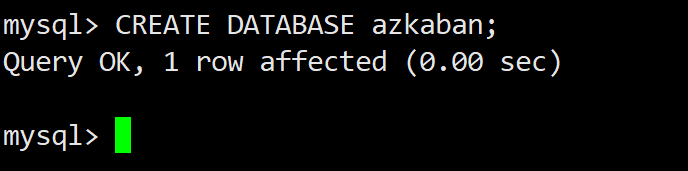 mysql> CREATE DATABASE azkaban;
Query OK, 1 row affected (0.00 sec)
mysql>